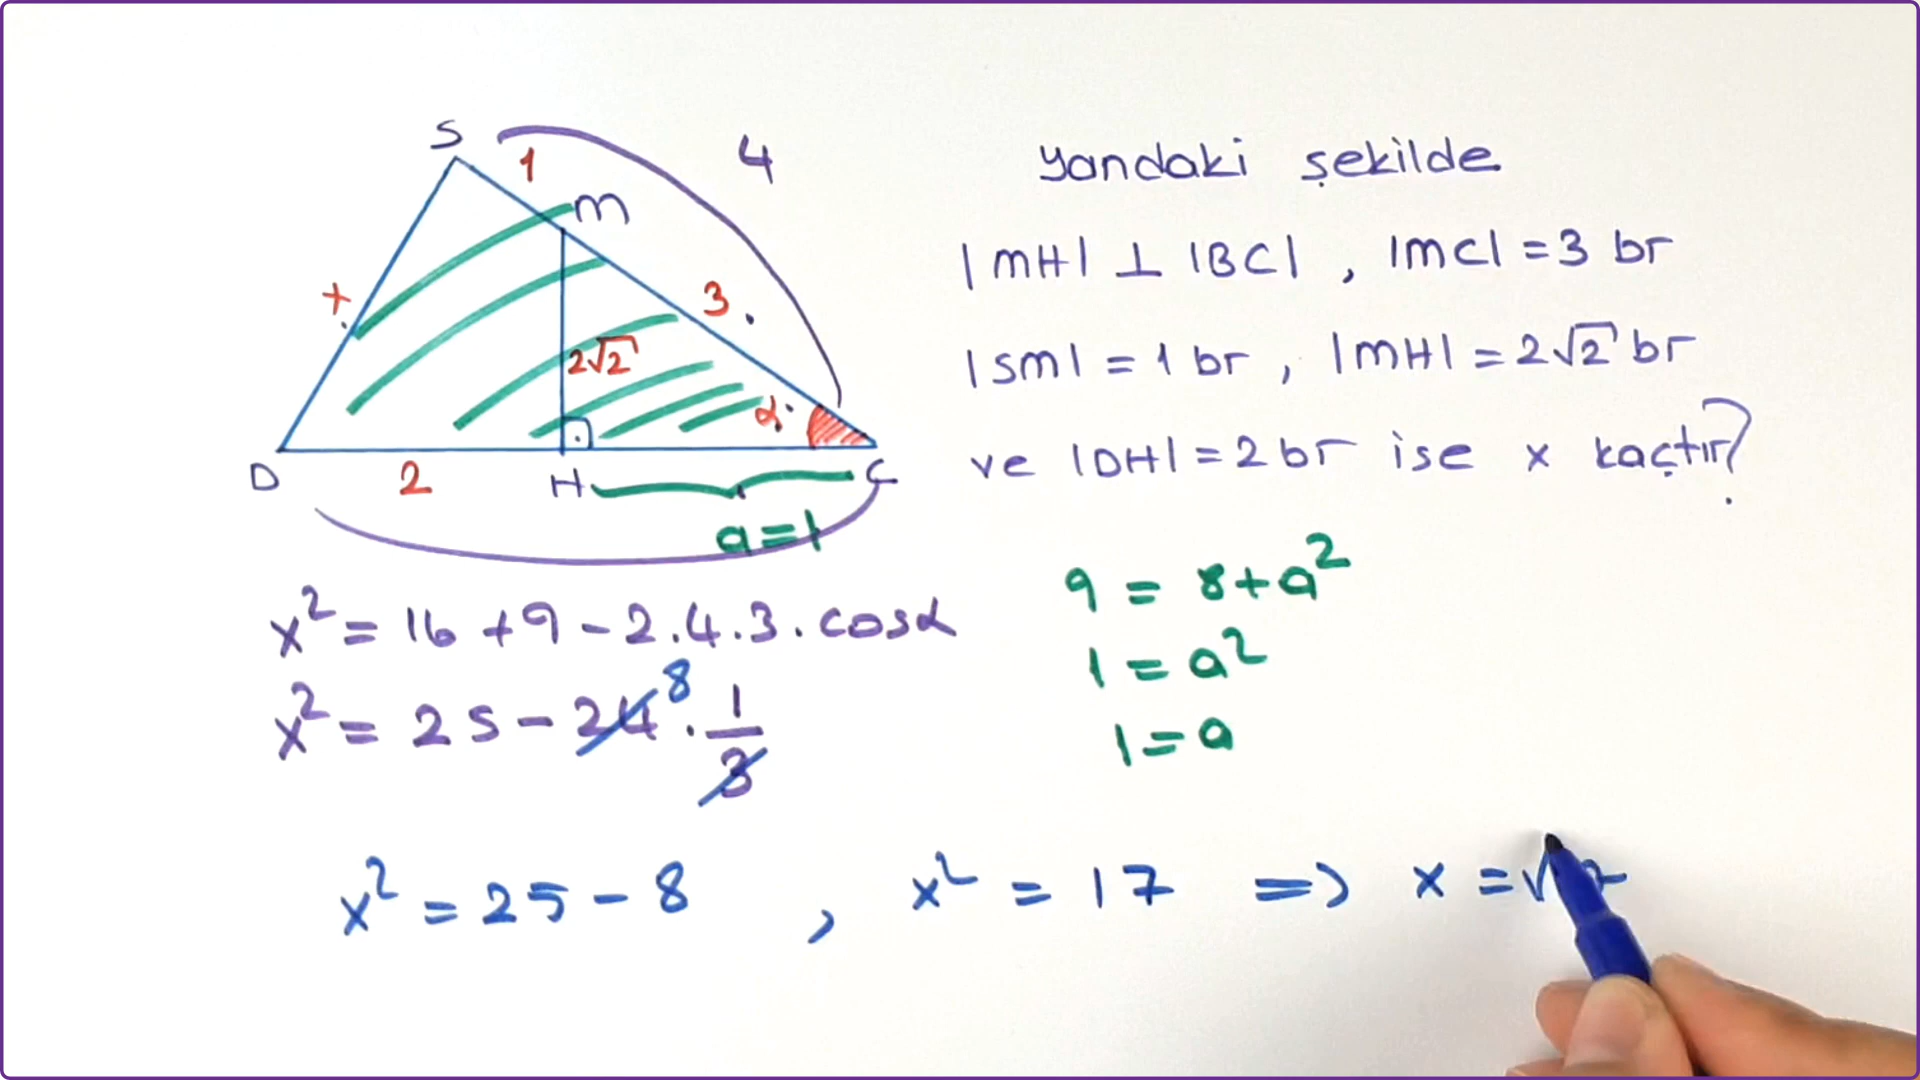 S
1
4
m
x
3
2√2
α
D
2
H
C
a=1
Yandaki şekilde
|mH| ⊥ |BC| , |mC| = 3 br
|sm| = 1 br , |mH| = 2√2 br
ve |DH| = 2 br ise x kaçtır?
x² = 16 + 9 - 2.4.3.cosα
x² = 25 - 24 8 . 1/3
9 = 8+a²
1 = a²
1 = a
x² = 25 - 8 , x² = 17 => x = √